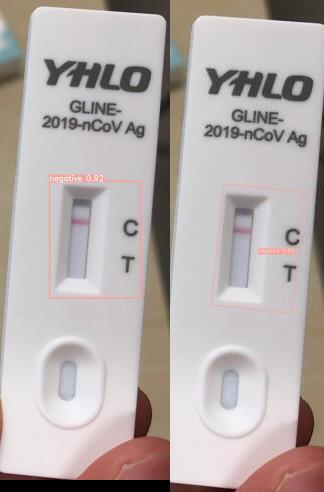 YHLO
GLINE-
2019-nCoV Ag
negative 0.92
C
T
YHLO
GLINE-
2019-nCoV Ag
C
T